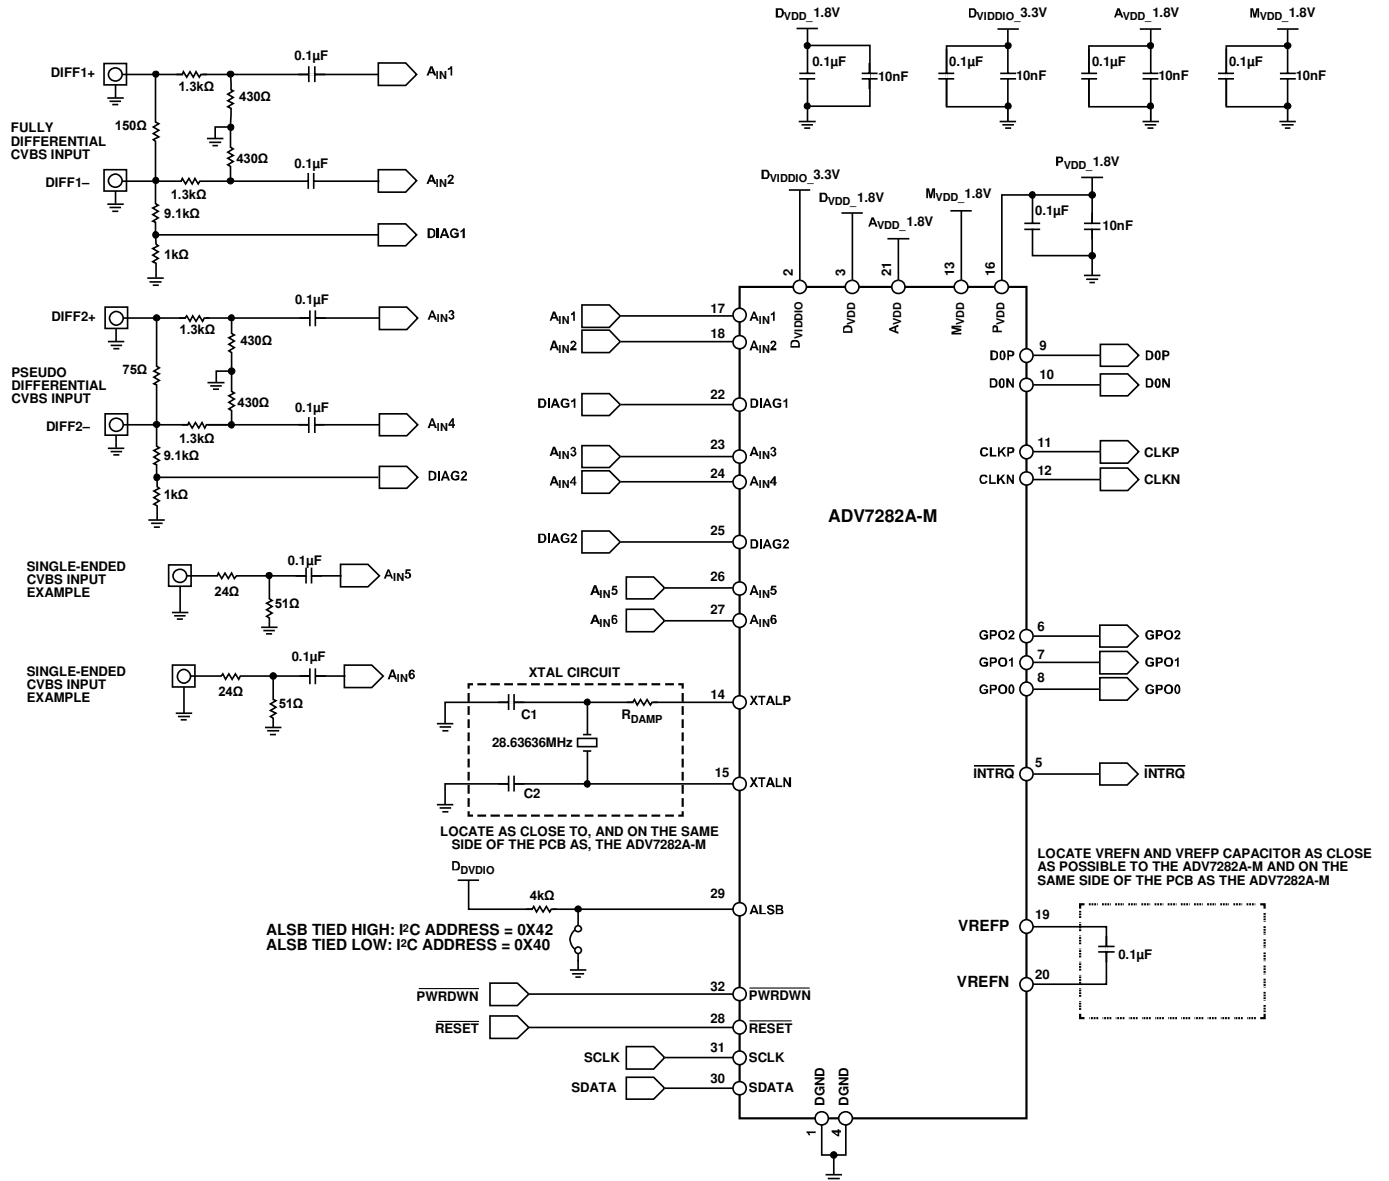 DVDD_1.8V
DVIDDIO_3.3V
AVDD_1.8V
MVDD_1.8V
0.1µF
10nF
0.1µF
10nF
0.1µF
10nF
0.1µF
10nF
DIFF1+
1.3kΩ
0.1µF
AIN1
430Ω
FULLY
DIFFERENTIAL
CVBS INPUT
150Ω
430Ω
0.1µF
DIFF1–
1.3kΩ
AIN2
9.1kΩ
DIAG1
1kΩ
DIFF2+
1.3kΩ
0.1µF
AIN3
430Ω
PSEUDO
DIFFERENTIAL
CVBS INPUT
75Ω
430Ω
0.1µF
DIFF2–
1.3kΩ
AIN4
9.1kΩ
DIAG2
1kΩ
SINGLE-ENDED
CVBS INPUT
EXAMPLE
24Ω
0.1µF
AIN5
51Ω
SINGLE-ENDED
CVBS INPUT
EXAMPLE
24Ω
0.1µF
AIN6
51Ω
DVIDDIO_3.3V
DVDD_1.8V
AVDD_1.8V
MVDD_1.8V
PVDD_1.8V
0.1µF
10nF
2
3
21
13
16
DVIDDIO
DVDD
AVDD
MVDD
PVDD
AIN1
17
AIN1
AIN2
18
AIN2
DIAG1
22
DIAG1
AIN3
23
AIN3
AIN4
24
AIN4
DIAG2
25
DIAG2
AIN5
26
AIN5
AIN6
27
AIN6
ADV7282A-M
D0P
9
D0P
D0N
10
D0N
CLKP
11
CLKP
CLKN
12
CLKN
GPO2
6
GPO2
GPO1
7
GPO1
GPO0
8
GPO0
INTRQ
5
INTRQ
XTAL CIRCUIT
C1
RDAMP
14
XTALP
28.63636MHz
C2
15
XTALN
LOCATE AS CLOSE TO, AND ON THE SAME
SIDE OF THE PCB AS, THE ADV7282A-M
DDVDIO
4kΩ
29
ALSB
ALSB TIED HIGH: I²C ADDRESS = 0X42
ALSB TIED LOW: I²C ADDRESS = 0X40
PWRDWN
32
PWRDWN
RESET
28
RESET
SCLK
31
SCLK
SDATA
30
SDATA
LOCATE VREFN AND VREFP CAPACITOR AS CLOSE
AS POSSIBLE TO THE ADV7282A-M AND ON THE
SAME SIDE OF THE PCB AS THE ADV7282A-M
VREFP
19
0.1µF
VREFN
20
DGND
DGND
1
4